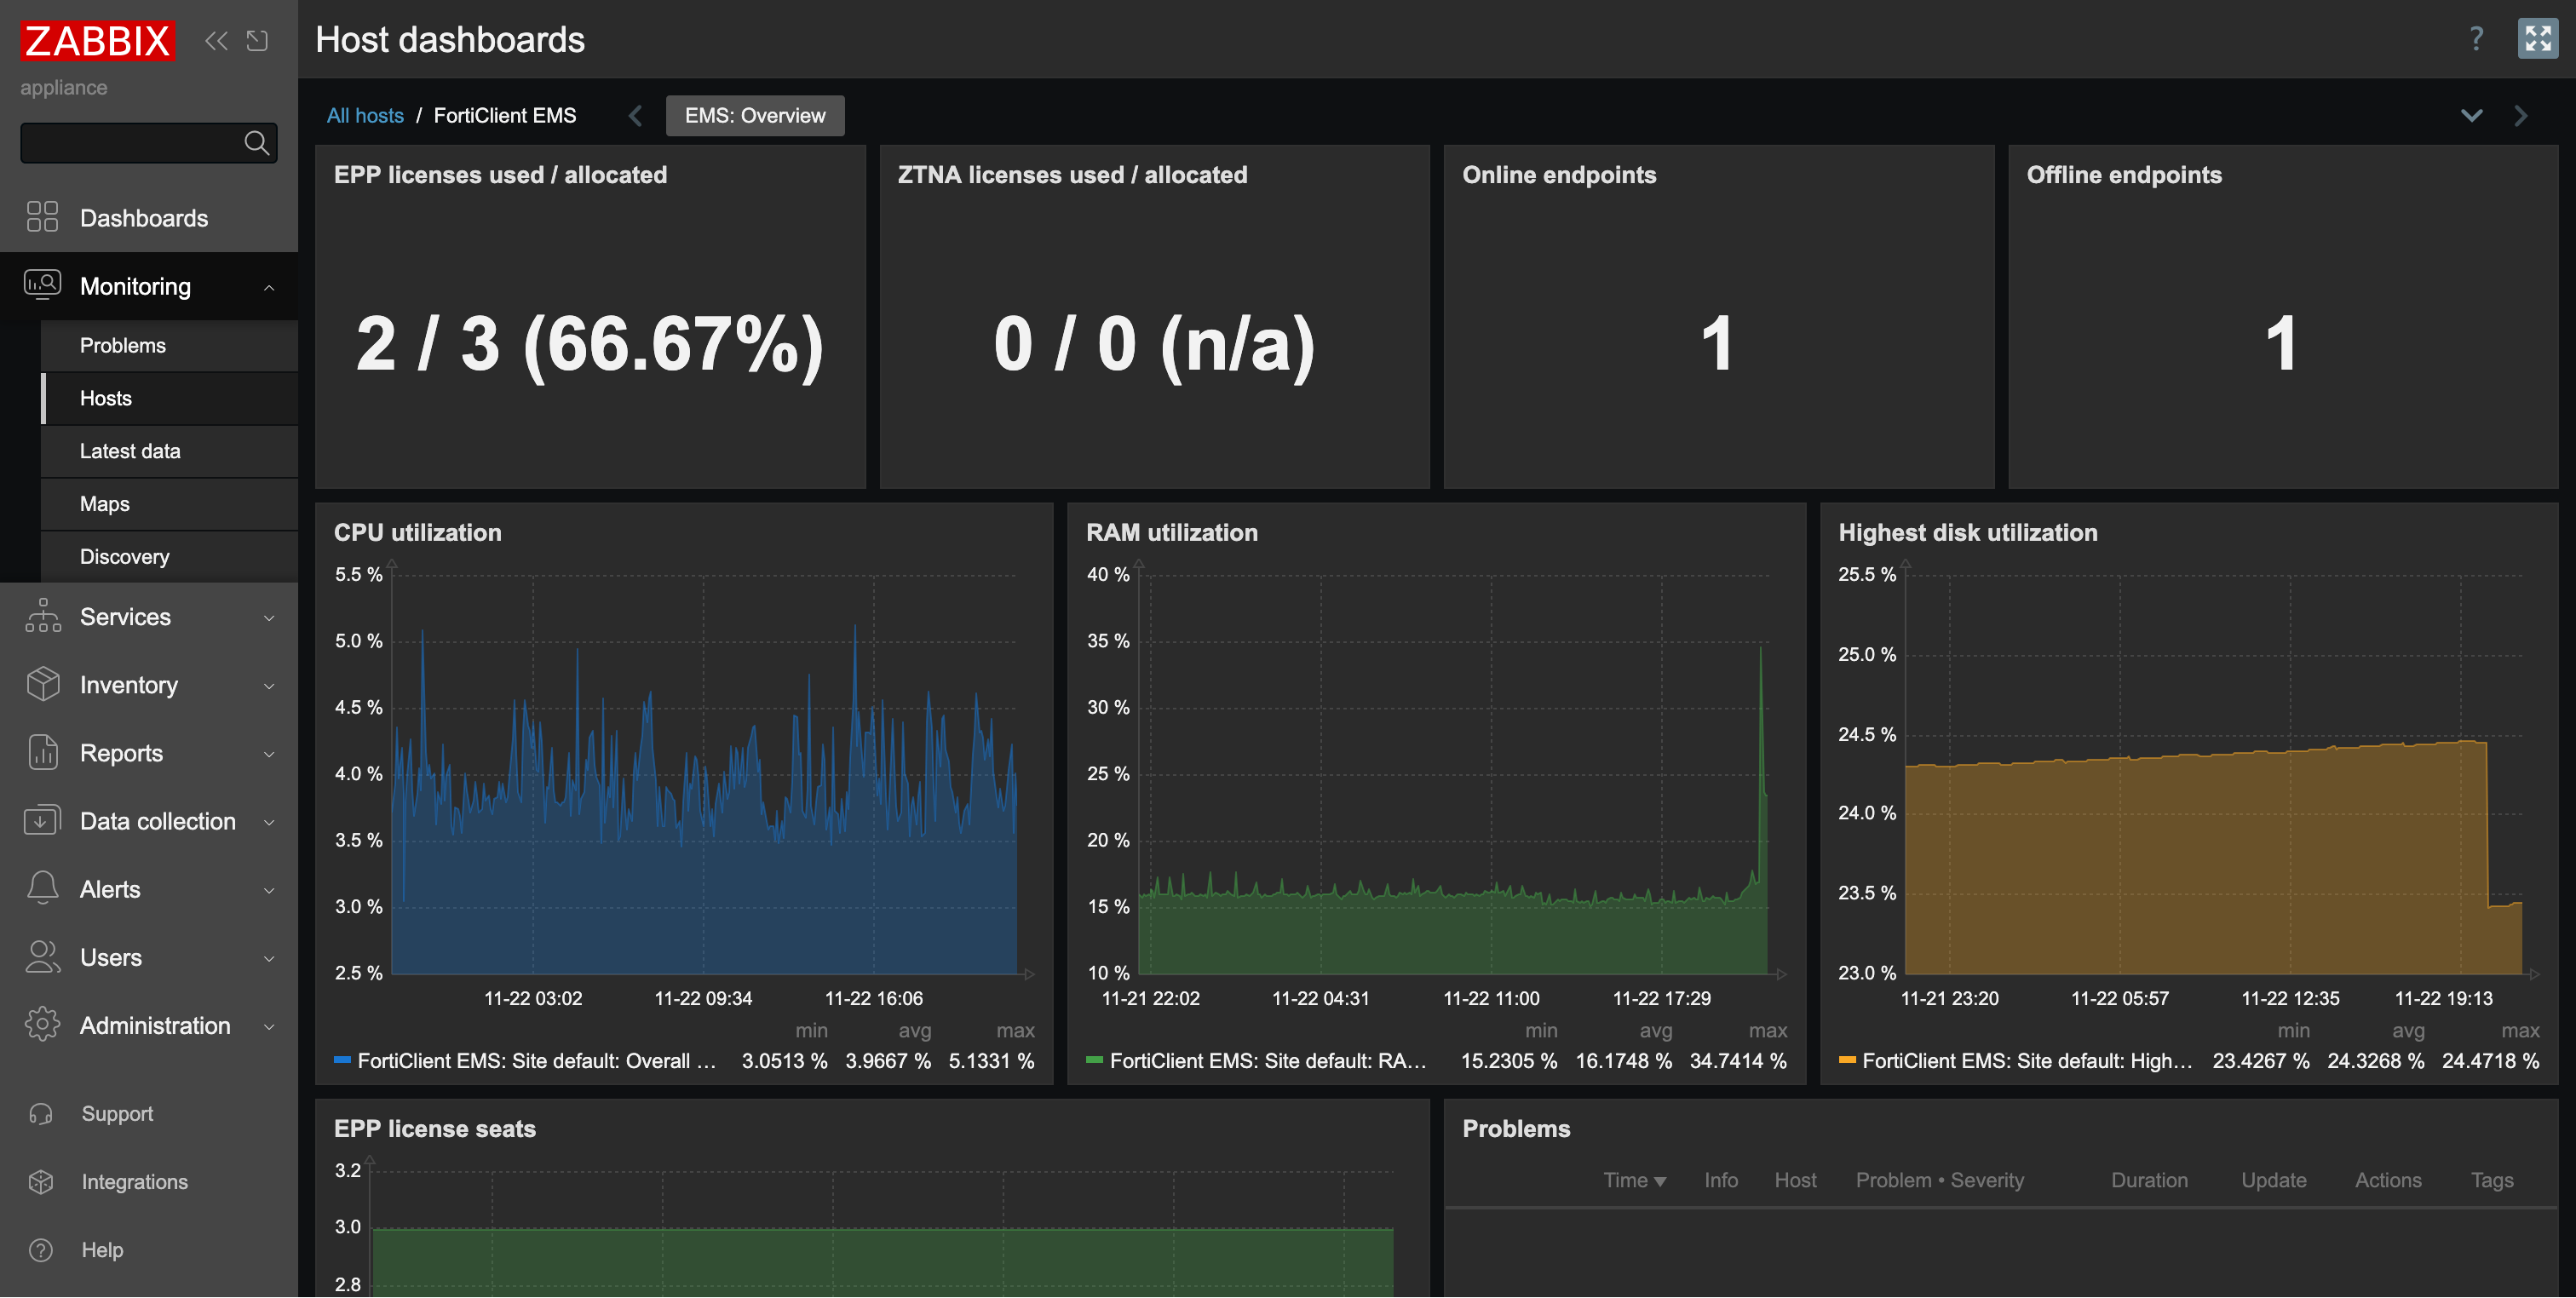 ZABBIX
appliance
Dashboards
Monitoring
Problems
Hosts
Latest data
Maps
Discovery
Services
Inventory
Reports
Data collection
Alerts
Users
Administration
Support
Integrations
Help
Host dashboards
?
All hosts / FortiClient EMS
EMS: Overview
EPP licenses used / allocated
2 / 3 (66.67%)
ZTNA licenses used / allocated
0 / 0 (n/a)
Online endpoints
1
Offline endpoints
1
CPU utilization
5.5 %
5.0 %
4.5 %
4.0 %
3.5 %
3.0 %
2.5 %
11-22 03:02 11-22 09:34 11-22 16:06
min avg max
FortiClient EMS: Site default: Overall ... 3.0513 % 3.9667 % 5.1331 %
RAM utilization
40 %
35 %
30 %
25 %
20 %
15 %
10 %
11-21 22:02 11-22 04:31 11-22 11:00 11-22 17:29
min avg max
FortiClient EMS: Site default: RA... 15.2305 % 16.1748 % 34.7414 %
Highest disk utilization
25.5 %
25.0 %
24.5 %
24.0 %
23.5 %
23.0 %
11-21 23:20 11-22 05:57 11-22 12:35 11-22 19:13
min avg max
FortiClient EMS: Site default: High... 23.4267 % 24.3268 % 24.4718 %
EPP license seats
3.2
3.0
2.8
Problems
Time Info Host Problem • Severity Duration Update Actions Tags